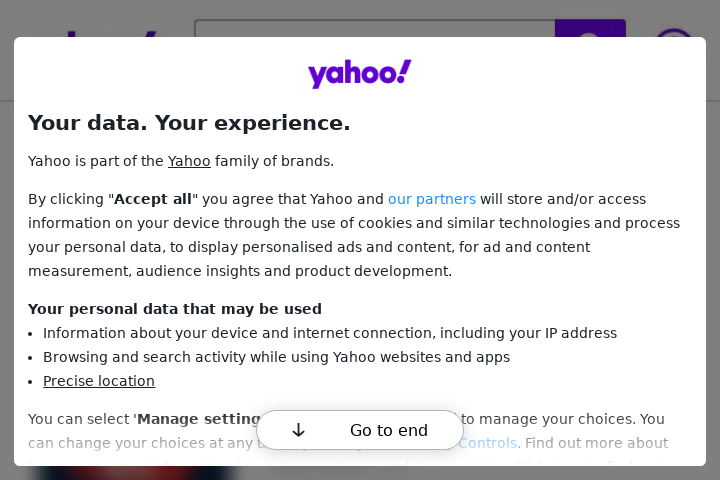 yahoo!
Your data. Your experience.
Yahoo is part of the Yahoo family of brands.
By clicking "Accept all" you agree that Yahoo and our partners will store and/or access
information on your device through the use of cookies and similar technologies and process
your personal data, to display personalised ads and content, for ad and content
measurement, audience insights and product development.
Your personal data that may be used
• Information about your device and internet connection, including your IP address
• Browsing and search activity while using Yahoo websites and apps
• Precise location
You can select 'Manage to manage your choices. You
Go to end
can change your choices at any Controls. Find out more about